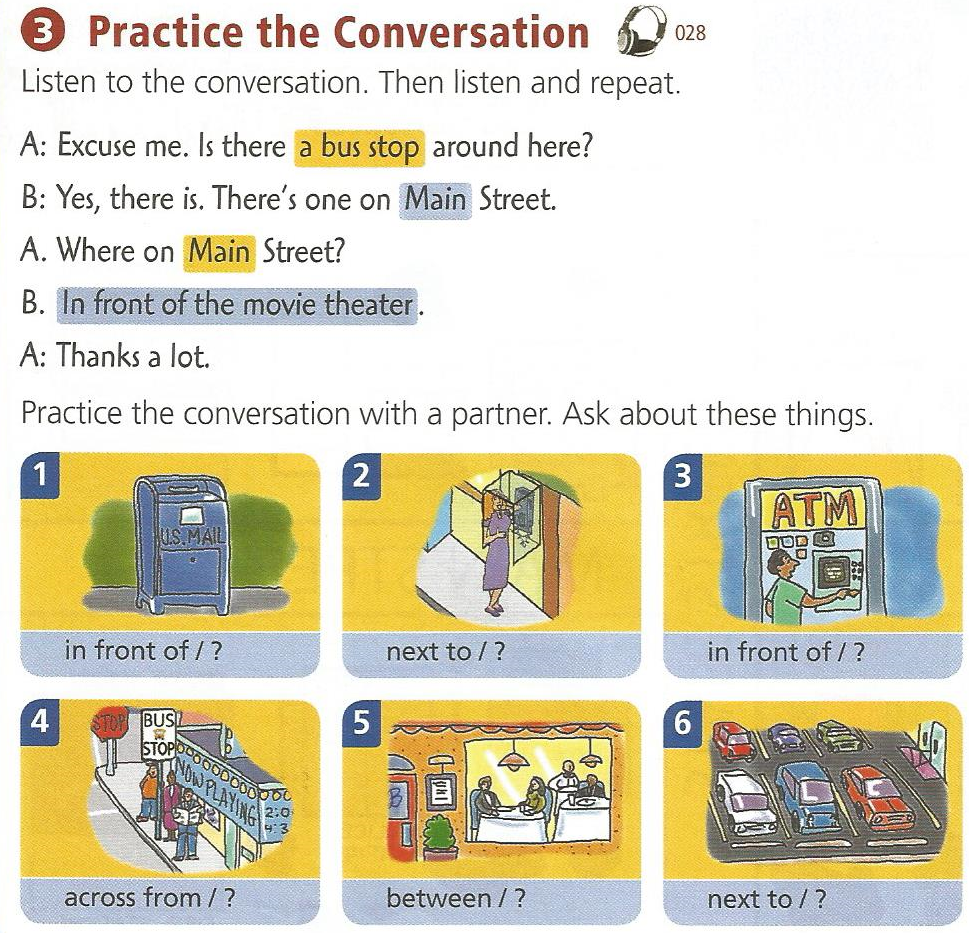 3 Practice the Conversation 028
Listen to the conversation. Then listen and repeat.
A: Excuse me. Is there a bus stop around here?
B: Yes, there is. There's one on Main Street.
A. Where on Main Street?
B. In front of the movie theater.
A: Thanks a lot.
Practice the conversation with a partner. Ask about these things.
1
U.S. MAIL
in front of / ?
2
next to / ?
3
ATM
in front of / ?
4
STOP
BUS
STOP
NOW PLAYING
2:0
4:3
across from / ?
5
B
between / ?
6
next to / ?